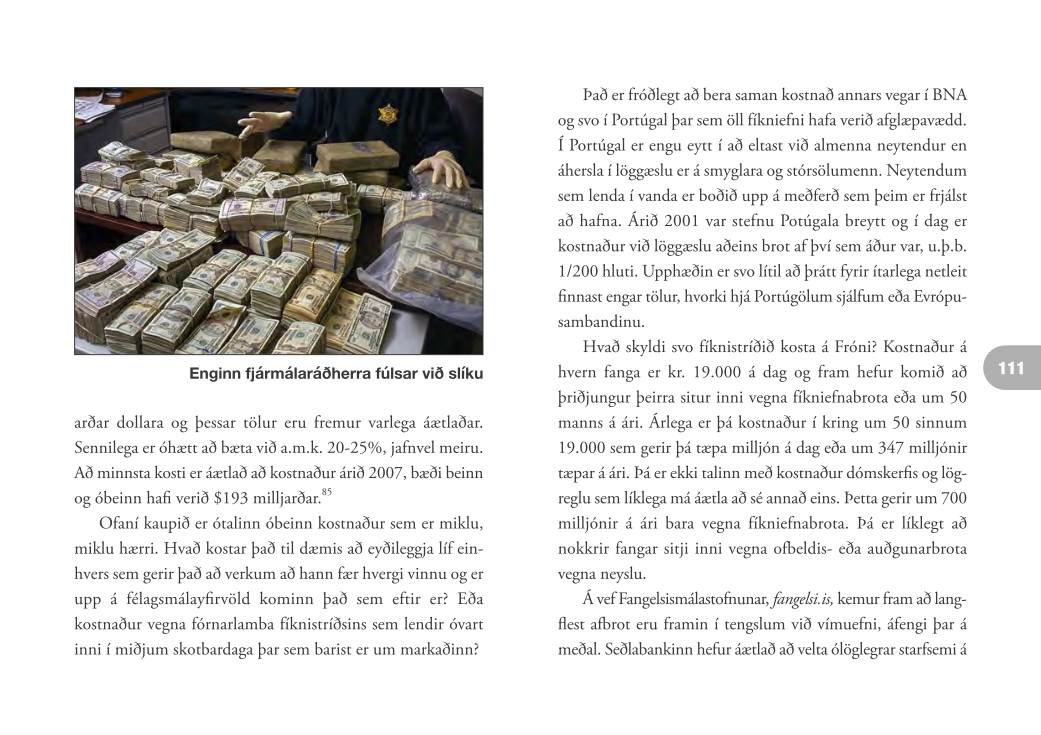 Enginn fjármálaráðherra fúlsar við slíku
arðar dollara og þessar tölur eru fremur varlega áætlaðar.
Sennilega er óhætt að bæta við a.m.k. 20-25%, jafnvel meiru.
Að minnsta kosti er áætlað að kostnaður árið 2007, bæði beinn
og óbeinn hafi verið $193 milljarðar.85
Ofaní kaupið er ótalinn óbeinn kostnaður sem er miklu,
miklu hærri. Hvað kostar það til dæmis að eyðileggja líf ein-
hvers sem gerir það að verkum að hann fær hvergi vinnu og er
upp á félagsmálayfirvöld kominn það sem eftir er? Eða
kostnaður vegna fórnarlamba fíknistríðsins sem lendir óvart
inni í miðjum skotbardaga þar sem barist er um markaðinn?
Það er fróðlegt að bera saman kostnað annars vegar í BNA
og svo í Portúgal þar sem öll fíkniefni hafa verið afglæpavædd.
Í Portúgal er engu eytt í að eltast við almenna neytendur en
áhersla í löggæslu er á smyglara og stórsölumenn. Neytendum
sem lenda í vanda er boðið upp á meðferð sem þeim er frjálst
að hafna. Árið 2001 var stefnu Potúgala breytt og í dag er
kostnaður við löggæslu aðeins brot af því sem áður var, u.þ.b.
1/200 hluti. Upphæðin er svo lítil að þrátt fyrir ítarlega netleit
finnast engar tölur, hvorki hjá Portúgölum sjálfum eða Evrópu-
sambandinu.
Hvað skyldi svo fíknistríðið kosta á Fróni? Kostnaður á
hvern fanga er kr. 19.000 á dag og fram hefur komið að
þriðjungur þeirra situr inni vegna fíkniefnabrota eða um 50
manns á ári. Árlega er þá kostnaður í kring um 50 sinnum
19.000 sem gerir þá tæpa milljón á dag eða um 347 milljónir
tæpar á ári. Þá er ekki talinn með kostnaður dómskerfis og lög-
reglu sem líklega má áætla að sé annað eins. Þetta gerir um 700
milljónir á ári bara vegna fíkniefnabrota. Þá er líklegt að
nokkrir fangar sitji inni vegna ofbeldis- eða auðgunarbrota
vegna neyslu.
Á vef Fangelsismálastofnunar, fangelsi.is, kemur fram að lang-
flest afbrot eru framin í tengslum við vímuefni, áfengi þar á
meðal. Seðlabankinn hefur áætlað að velta ólöglegrar starfsemi á
111